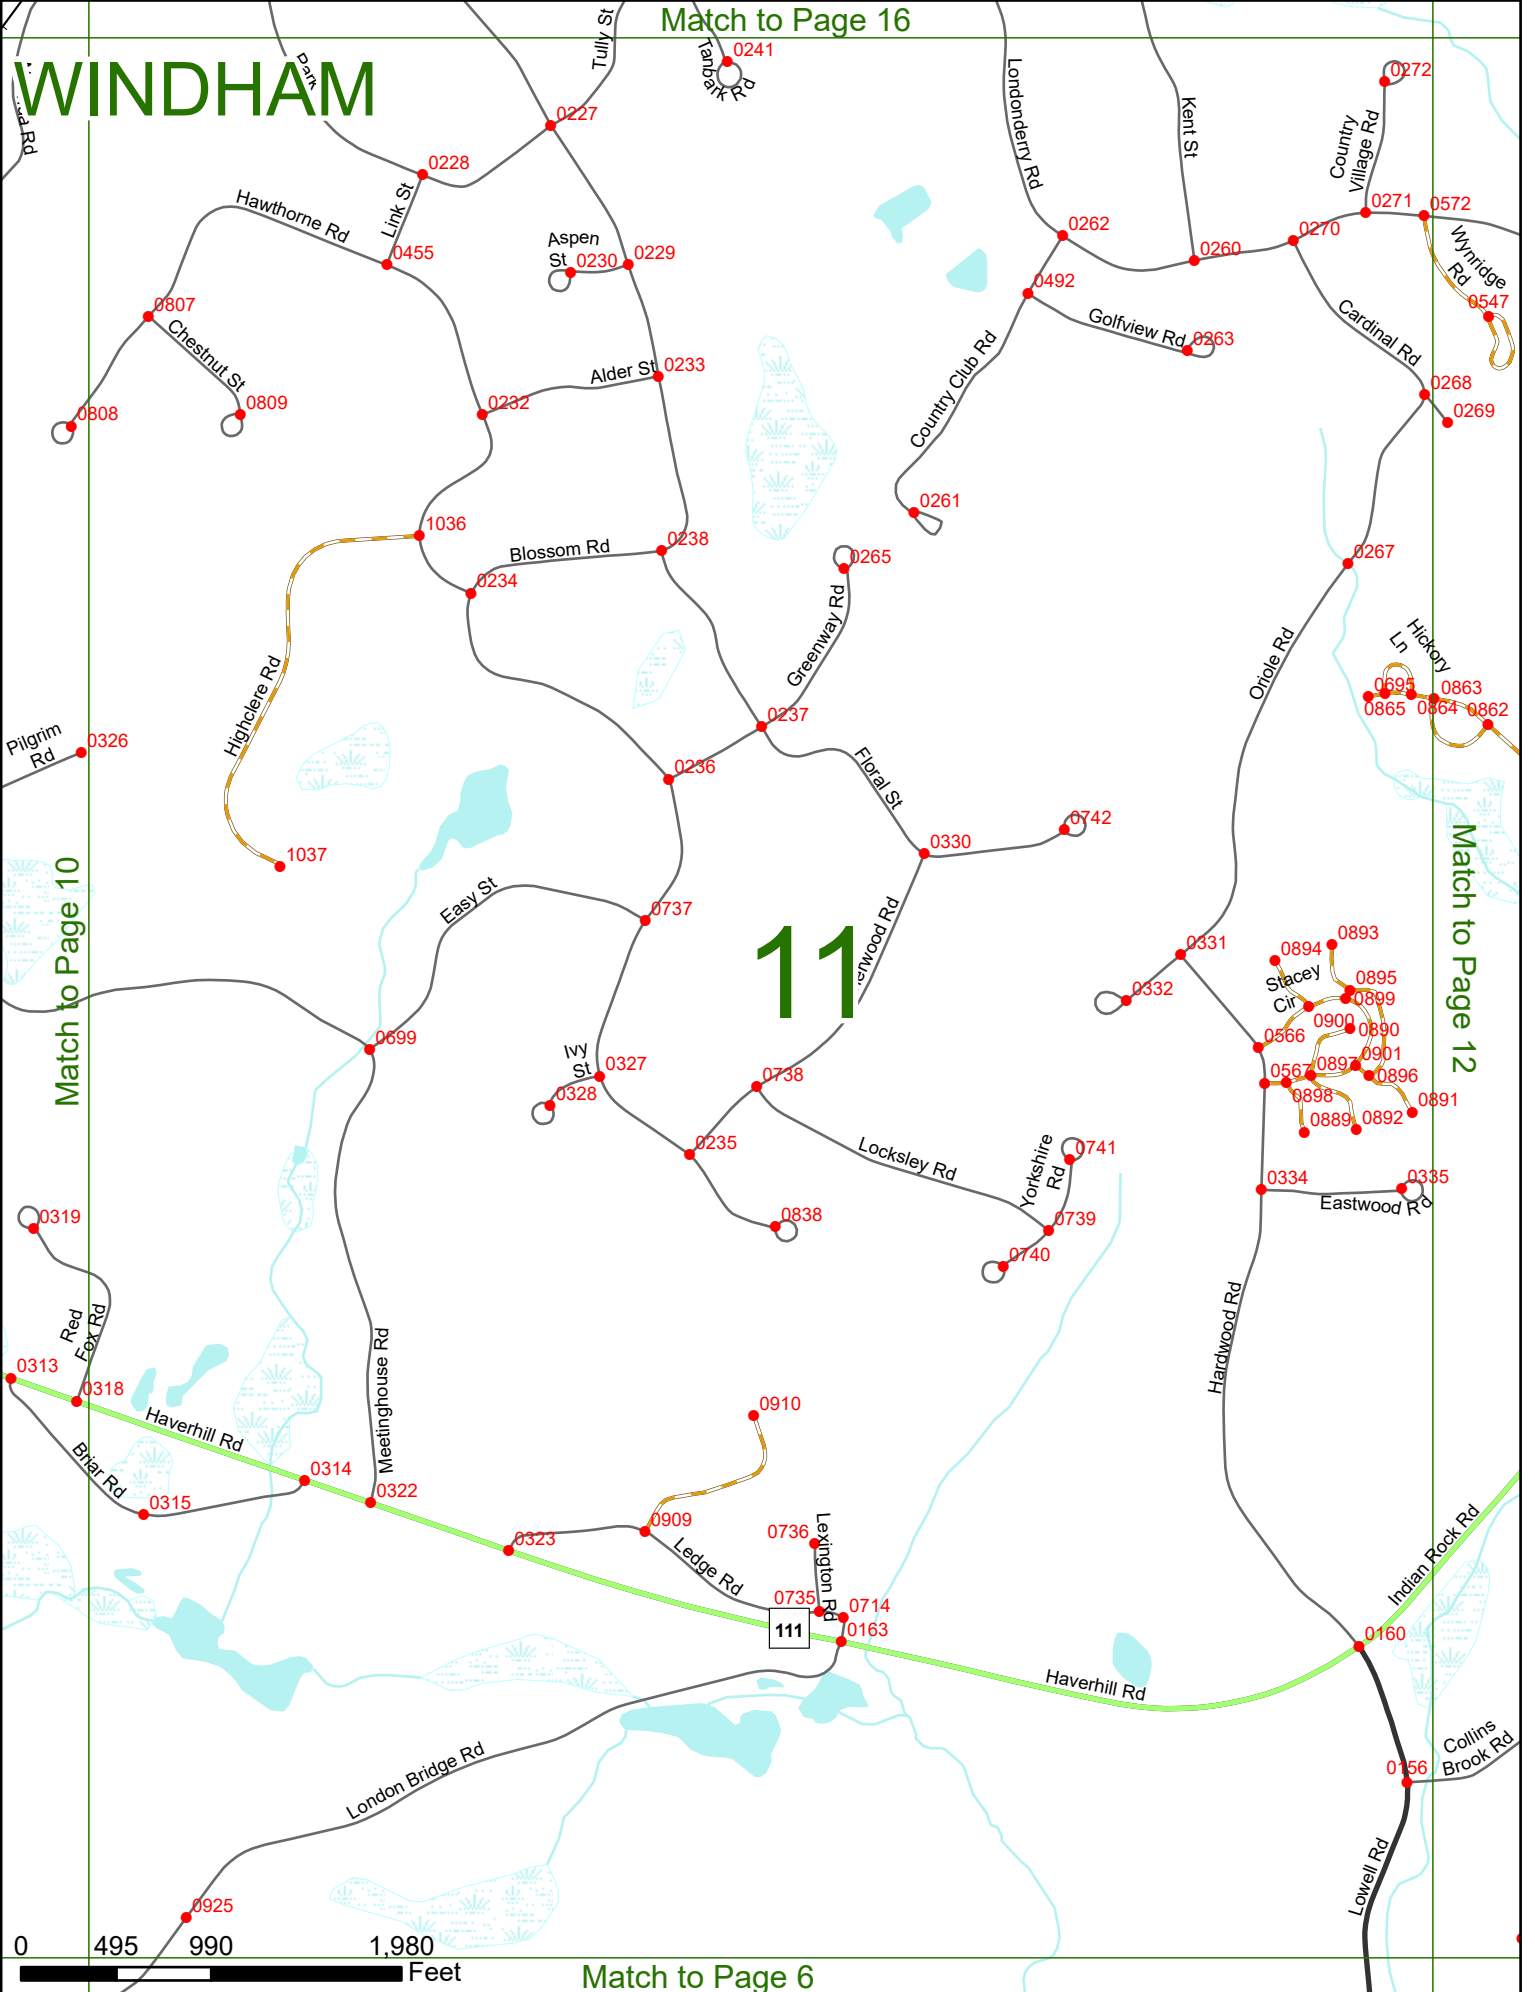 Match to Page 16
WINDHAM
Tully St
Tanbark Rd
0241
0227
0228
Link St
Hawthorne Rd
0455
Aspen
St
0230
0229
0807
Chestnut St
0808
0809
Alder St
0233
0232
Londonderry Rd
Kent St
Country
Village Rd
0272
0271
0572
0262
0260
0270
Wynridge
Rd
0547
0492
Golfview Rd
0263
Cardinal Rd
Country Club Rd
0268
0269
0261
1036
Blossom Rd
0238
0234
0265
Greenway Rd
0267
Oriole Rd
Hickory
Ln
0695
0863
0865
0864
0862
Highclere Rd
Pilgrim
Rd
0326
0237
0236
Floral St
0742
0330
1037
Match to Page 10
Match to Page 12
Easy St
0737
11
erwood Rd
0331
0332
0893
0894
Stacey
Cir
0895
0899
0900
0890
0566
0901
0897
0567
0896
0898
0891
0889
0892
0699
Ivy
St
0327
0328
0738
0235
Locksley Rd
Yorkshire
Rd
0741
0739
0740
0838
0334
0335
Eastwood Rd
Hardwood Rd
0319
Red
Fox Rd
0313
0318
Haverhill Rd
Briar Rd
0314
0315
Meetinghouse Rd
0322
0910
0909
0323
Ledge Rd
0736
Lexington Rd
0735
0714
111
0163
Haverhill Rd
Indian Rock Rd
0160
London Bridge Rd
Collins
Brook Rd
0156
Lowell Rd
0925
0 495 990 1,980
Feet
Match to Page 6